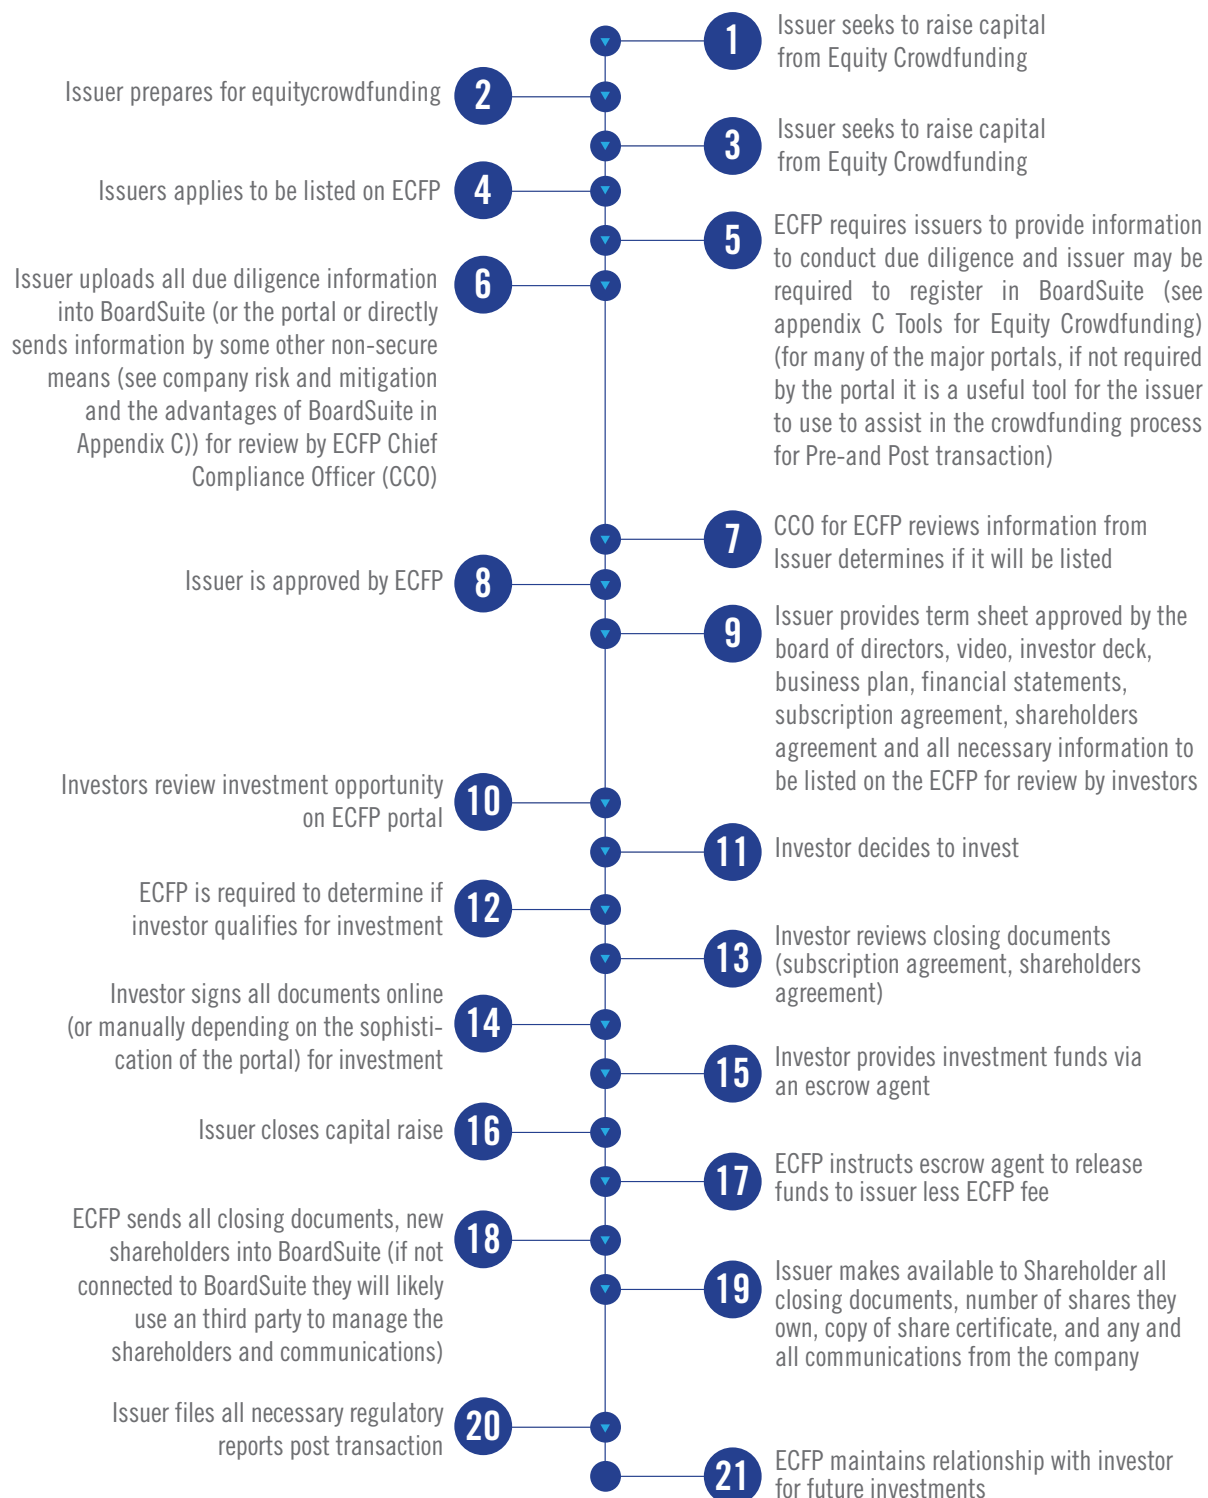 1
Issuer seeks to raise capital
from Equity Crowdfunding
Issuer prepares for equitycrowdfunding
2
3
Issuer seeks to raise capital
from Equity Crowdfunding
Issuers applies to be listed on ECFP
4
5
ECFP requires issuers to provide information
to conduct due diligence and issuer may be
required to register in BoardSuite (see
appendix C Tools for Equity Crowdfunding)
(for many of the major portals, if not required
by the portal it is a useful tool for the issuer
to use to assist in the crowdfunding process
for Pre-and Post transaction)
6
Issuer uploads all due diligence information
into BoardSuite (or the portal or directly
sends information by some other non-secure
means (see company risk and mitigation
and the advantages of BoardSuite in
Appendix C)) for review by ECFP Chief
Compliance Officer (CCO)
7
CCO for ECFP reviews information from
Issuer determines if it will be listed
Issuer is approved by ECFP
8
9
Issuer provides term sheet approved by the
board of directors, video, investor deck,
business plan, financial statements,
subscription agreement, shareholders
agreement and all necessary information to
be listed on the ECFP for review by investors
Investors review investment opportunity
on ECFP portal
10
11
Investor decides to invest
ECFP is required to determine if
investor qualifies for investment
12
13
Investor reviews closing documents
(subscription agreement, shareholders
agreement)
Investor signs all documents online
(or manually depending on the sophisti-
cation of the portal) for investment
14
15
Investor provides investment funds via
an escrow agent
Issuer closes capital raise
16
17
ECFP instructs escrow agent to release
funds to issuer less ECFP fee
ECFP sends all closing documents, new
shareholders into BoardSuite (if not
connected to BoardSuite they will likely
use an third party to manage the
shareholders and communications)
18
19
Issuer makes available to Shareholder all
closing documents, number of shares they
own, copy of share certificate, and any and
all communications from the company
Issuer files all necessary regulatory
reports post transaction
20
21
ECFP maintains relationship with investor
for future investments